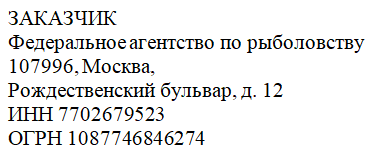 ЗАКАЗЧИК
Федеральное агентство по рыболовству
107996, Москва,
Рождественский бульвар, д. 12
ИНН 7702679523
ОГРН 1087746846274